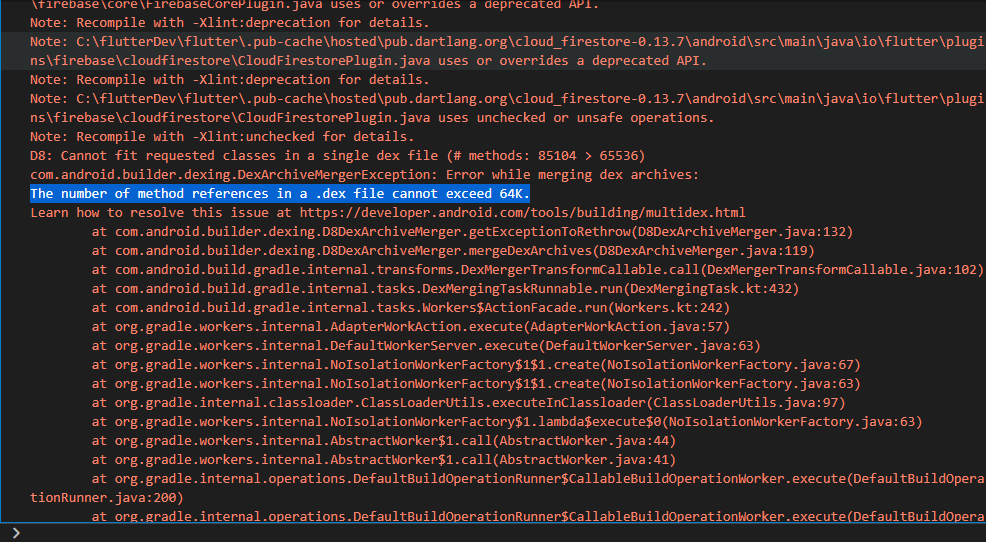 \firebase\core\FirebaseCorePlugin.java uses or overrides a deprecated API.
Note: Recompile with -Xlint:deprecation for details.
Note: C:\flutterDev\flutter\.pub-cache\hosted\pub.dartlang.org\cloud_firestore-0.13.7\android\src\main\java\io\flutter\plugi
ns\firebase\cloudfirestore\CloudFirestorePlugin.java uses or overrides a deprecated API.
Note: Recompile with -Xlint:deprecation for details.
Note: C:\flutterDev\flutter\.pub-cache\hosted\pub.dartlang.org\cloud_firestore-0.13.7\android\src\main\java\io\flutter\plugi
ns\firebase\cloudfirestore\CloudFirestorePlugin.java uses unchecked or unsafe operations.
Note: Recompile with -Xlint:unchecked for details.
D8: Cannot fit requested classes in a single dex file (# methods: 85104 > 65536)
com.android.builder.dexing.DexArchiveMergerException: Error while merging dex archives:
The number of method references in a .dex file cannot exceed 64K.
Learn how to resolve this issue at https://developer.android.com/tools/building/multidex.html
at com.android.builder.dexing.D8DexArchiveMerger.getExceptionToRethrow(D8DexArchiveMerger.java:132)
at com.android.builder.dexing.D8DexArchiveMerger.mergeDexArchives(D8DexArchiveMerger.java:119)
at com.android.build.gradle.internal.transforms.DexMergerTransformCallable.call(DexMergerTransformCallable.java:102)
at com.android.build.gradle.internal.tasks.DexMergingTaskRunnable.run(DexMergingTask.kt:432)
at com.android.build.gradle.internal.tasks.Workers$ActionFacade.run(Workers.kt:242)
at org.gradle.workers.internal.AdapterWorkAction.execute(AdapterWorkAction.java:57)
at org.gradle.workers.internal.DefaultWorkerServer.execute(DefaultWorkerServer.java:63)
at org.gradle.workers.internal.NoIsolationWorkerFactory$1$1.create(NoIsolationWorkerFactory.java:67)
at org.gradle.workers.internal.NoIsolationWorkerFactory$1$1.create(NoIsolationWorkerFactory.java:63)
at org.gradle.internal.classloader.ClassLoaderUtils.executeInClassloader(ClassLoaderUtils.java:97)
at org.gradle.workers.internal.NoIsolationWorkerFactory$1.lambda$execute$0(NoIsolationWorkerFactory.java:63)
at org.gradle.workers.internal.AbstractWorker$1.call(AbstractWorker.java:44)
at org.gradle.workers.internal.AbstractWorker$1.call(AbstractWorker.java:41)
at org.gradle.internal.operations.DefaultBuildOperationRunner$CallableBuildOperationWorker.execute(DefaultBuildOpera
tionRunner.java:200)
at org.gradle.internal.operations.DefaultBuildOperationRunner$CallableBuildOperationWorker.execute(DefaultBuildOpera